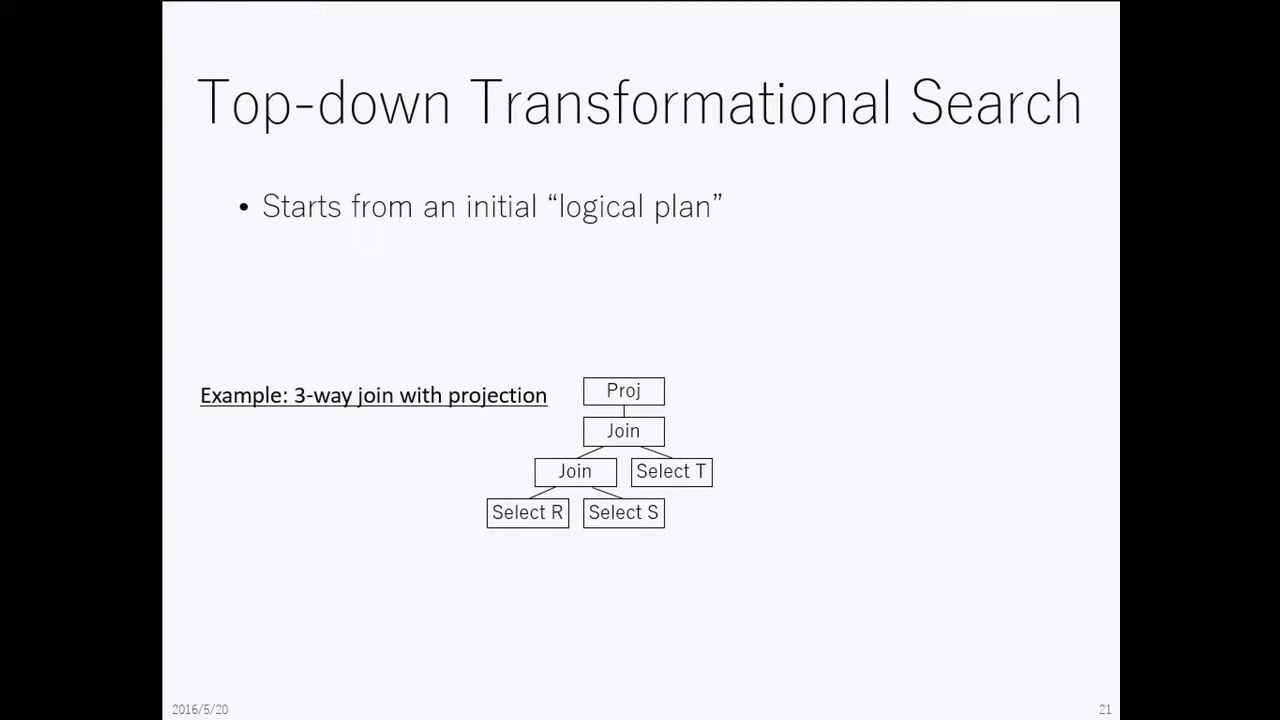 Top-down Transformational Search
• Starts from an initial “logical plan”
Example: 3-way join with projection
Proj
Join
Join
Select T
Select R
Select S
2016/5/20
21